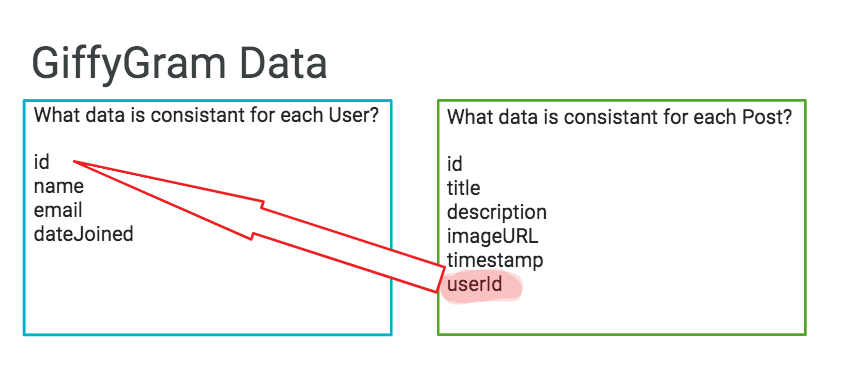 GiffyGram Data
What data is consistant for each User?
id
name
email
dateJoined
What data is consistant for each Post?
id
title
description
imageURL
timestamp
userId